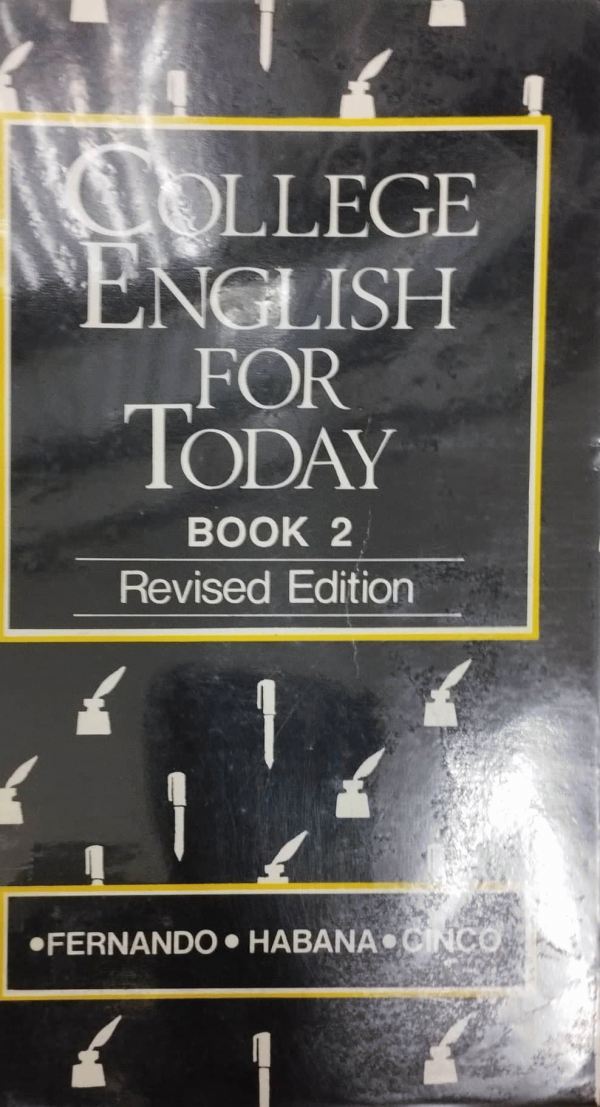 COLLEGE
ENGLISH
FOR
TODAY
BOOK 2
Revised Edition
•FERNANDO • HABANA • CINCO